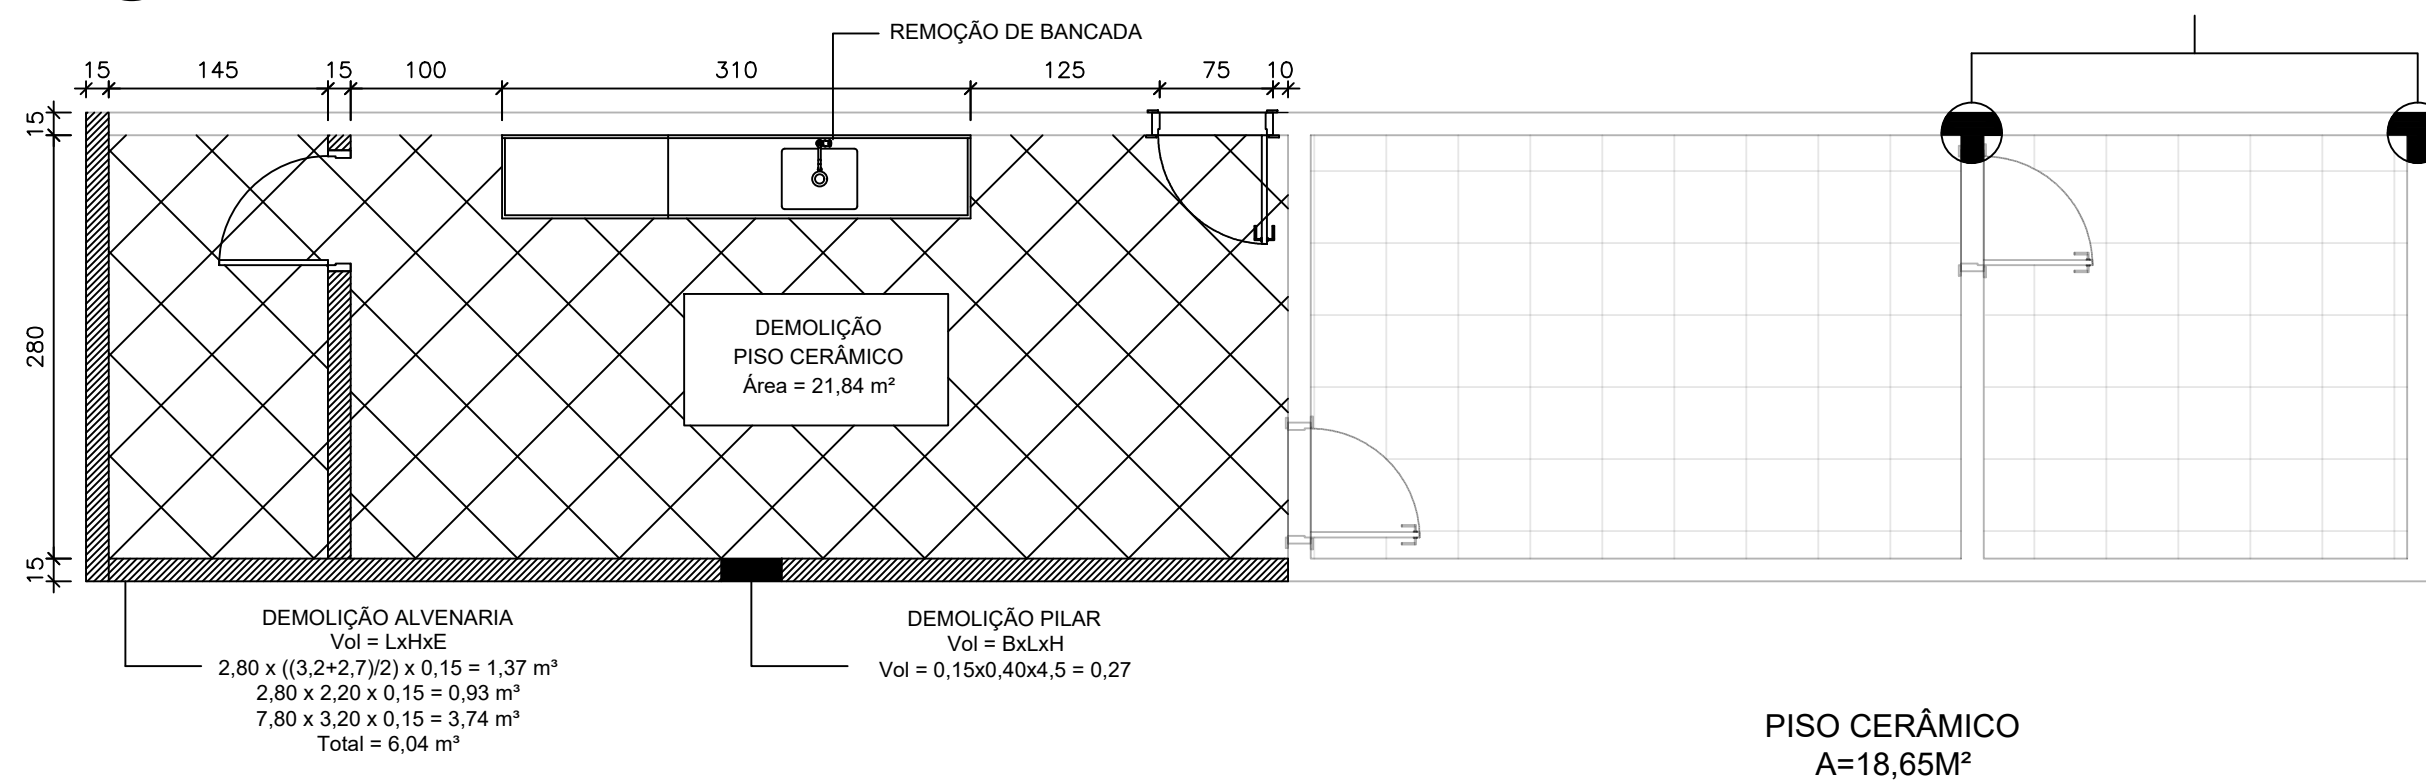 REMOÇÃO DE BANCADA
15 145 15 100 310 125 75 10
15
280
15
DEMOLIÇÃO
PISO CERÂMICO
Área = 21,84 m²
DEMOLIÇÃO ALVENARIA
Vol = LxHxE
2,80 x ((3,2+2,7)/2) x 0,15 = 1,37 m³
2,80 x 2,20 x 0,15 = 0,93 m³
7,80 x 3,20 x 0,15 = 3,74 m³
Total = 6,04 m³
DEMOLIÇÃO PILAR
Vol = BxLxH
Vol = 0,15x0,40x4,5 = 0,27
PISO CERÂMICO
A=18,65M²